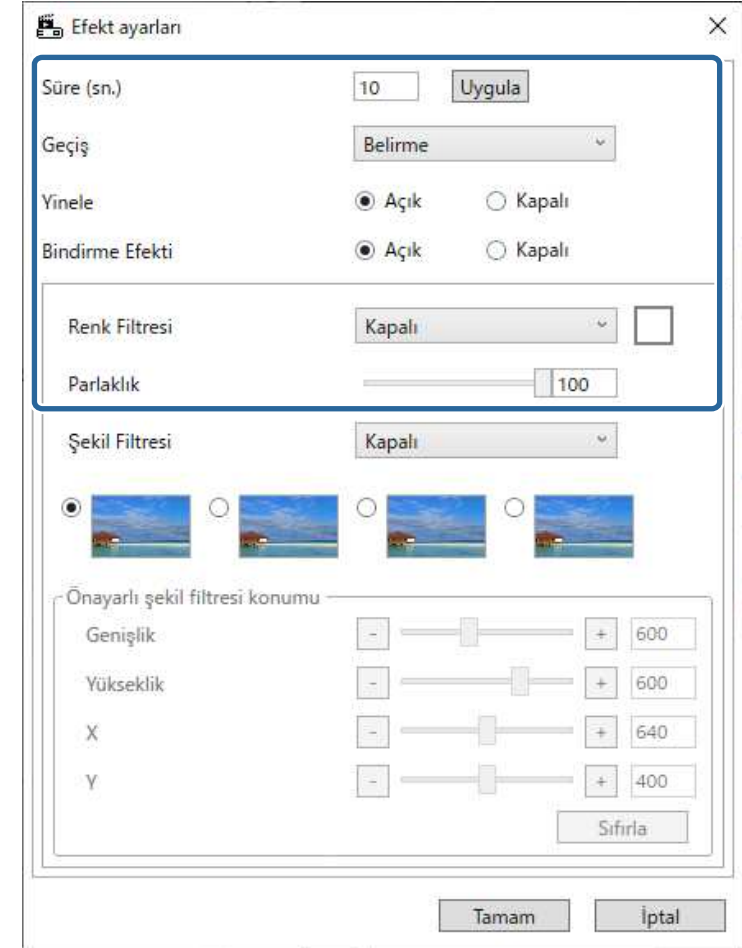 Efekt ayarları
Süre (sn.) 10 Uygula
Geçiş Belirme
Yinele Açık Kapalı
Bindirme Efekti Açık Kapalı
Renk Filtresi Kapalı
Parlaklık 100
Şekil Filtresi Kapalı
Önayarlı şekil filtresi konumu
Genişlik - + 600
Yükseklik - + 600
X - + 640
Y - + 400
Sıfırla
Tamam İptal